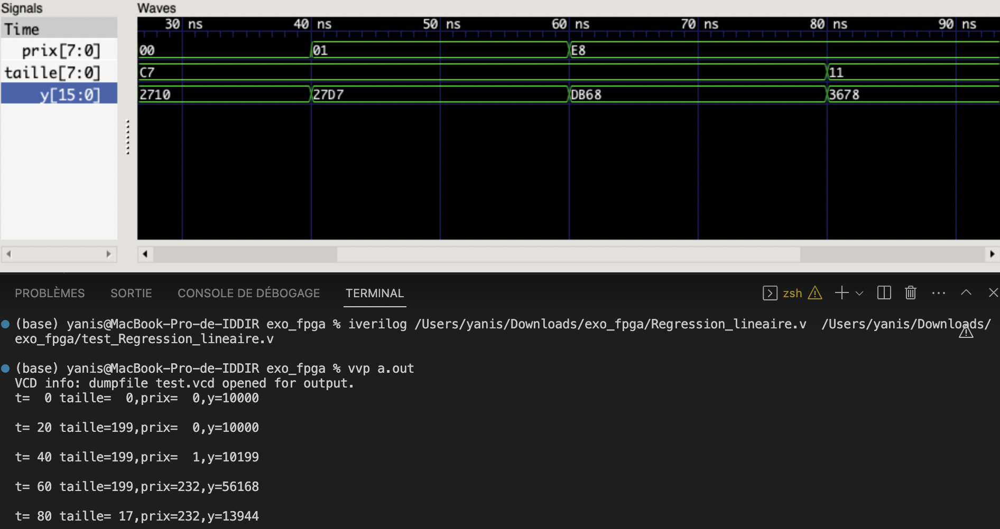 Signals
Waves
Time
30 ns 40 ns 50 ns 60 ns 70 ns 80 ns 90 ns
prix[7:0] 00 01 E8
taille[7:0] C7 11
y[15:0] 2710 27D7 DB68 3678
PROBLÈMES SORTIE CONSOLE DE DÉBOGAGE TERMINAL zsh
(base) yanis@MacBook-Pro-de-IDDIR exo_fpga % iverilog /Users/yanis/Downloads/exo_fpga/Regression_lineaire.v  /Users/yanis/Downloads/
exo_fpga/test_Regression_lineaire.v
(base) yanis@MacBook-Pro-de-IDDIR exo_fpga % vvp a.out
VCD info: dumpfile test.vcd opened for output.
t=  0 taille=  0,prix=  0,y=10000
t= 20 taille=199,prix=  0,y=10000
t= 40 taille=199,prix=  1,y=10199
t= 60 taille=199,prix=232,y=56168
t= 80 taille= 17,prix=232,y=13944